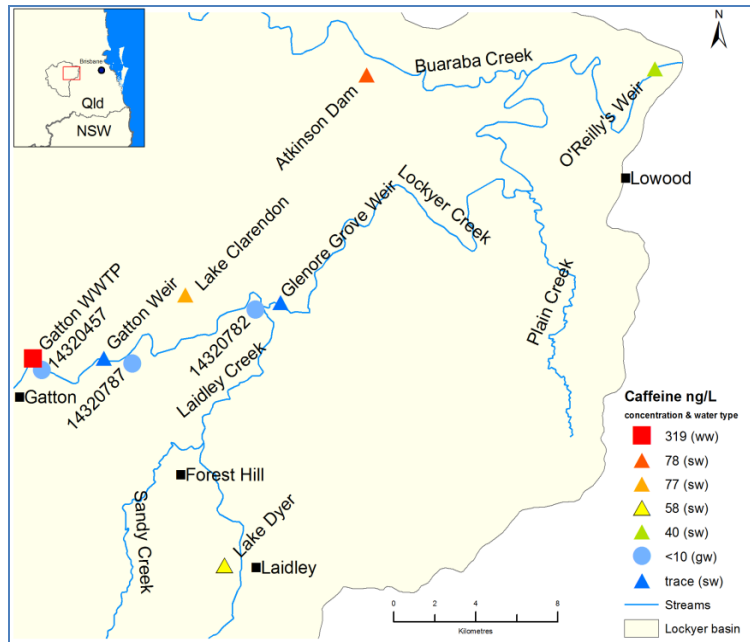 Brisbane
Qld
NSW
N
Buaraba Creek
Atkinson Dam
O'Reilly's Weir
Lowood
Lockyer Creek
Lake Clarendon
Glenore Grove Weir
Gatton WWTP
14320457
Gatton Weir
14320787
14320782
Plain Creek
Laidley Creek
Gatton
Forest Hill
Sandy Creek
Lake Dyer
Laidley
Caffeine ng/L
concentration & water type
319 (ww)
78 (sw)
77 (sw)
58 (sw)
40 (sw)
<10 (gw)
trace (sw)
Streams
Lockyer basin
0 2 4 8
Kilometres